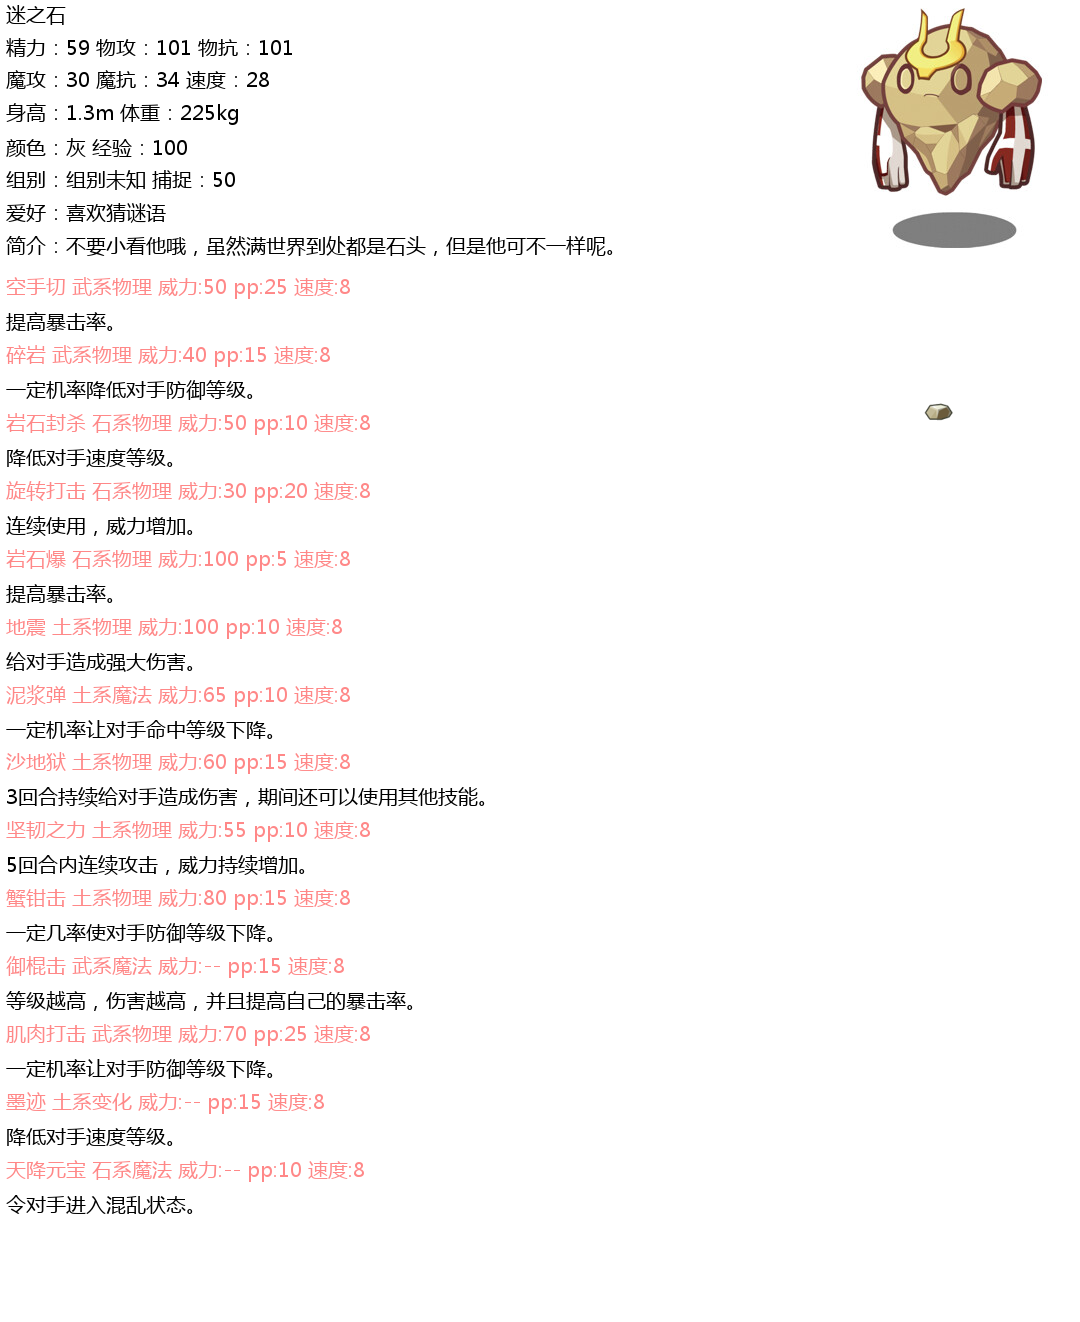 迷之石
精力：59 物攻：101 物抗：101
魔攻：30 魔抗：34 速度：28
身高：1.3m 体重：225kg
颜色：灰 经验：100
组别：组别未知 捕捉：50
爱好：喜欢猜谜语
简介：不要小看他哦，虽然满世界到处都是石头，但是他可不一样呢。
空手切 武系物理 威力:50 pp:25 速度:8
提高暴击率。
碎岩 武系物理 威力:40 pp:15 速度:8
一定机率降低对手防御等级。
岩石封杀 石系物理 威力:50 pp:10 速度:8
降低对手速度等级。
旋转打击 石系物理 威力:30 pp:20 速度:8
连续使用，威力增加。
岩石爆 石系物理 威力:100 pp:5 速度:8
提高暴击率。
地震 土系物理 威力:100 pp:10 速度:8
给对手造成强大伤害。
泥浆弹 土系魔法 威力:65 pp:10 速度:8
一定机率让对手命中等级下降。
沙地狱 土系物理 威力:60 pp:15 速度:8
3回合持续给对手造成伤害，期间还可以使用其他技能。
坚韧之力 土系物理 威力:55 pp:10 速度:8
5回合内连续攻击，威力持续增加。
蟹钳击 土系物理 威力:80 pp:15 速度:8
一定几率使对手防御等级下降。
御棍击 武系魔法 威力:-- pp:15 速度:8
等级越高，伤害越高，并且提高自己的暴击率。
肌肉打击 武系物理 威力:70 pp:25 速度:8
一定机率让对手防御等级下降。
墨迹 土系变化 威力:-- pp:15 速度:8
降低对手速度等级。
天降元宝 石系魔法 威力:-- pp:10 速度:8
令对手进入混乱状态。